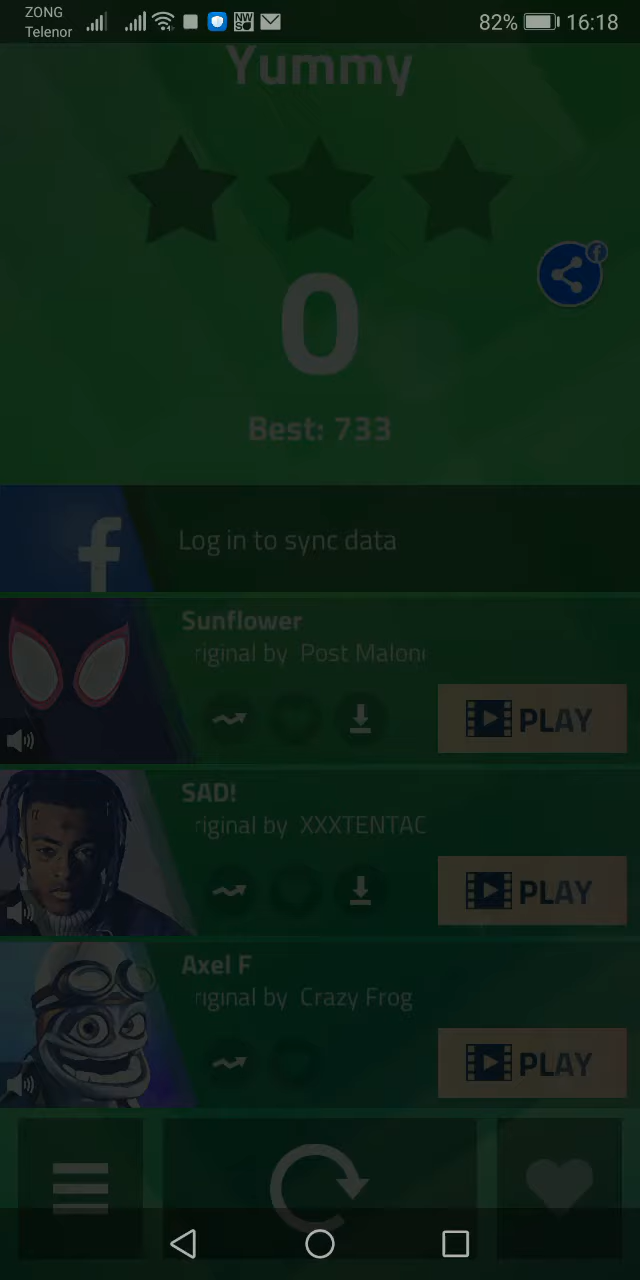 ZONG
Telenor
82% 16:18
Yummy
0
Best: 733
Log in to sync data
Sunflower
riginal by Post Malon
PLAY
SAD!
riginal by XXXTENTAC
PLAY
Axel F
riginal by Crazy Frog
PLAY